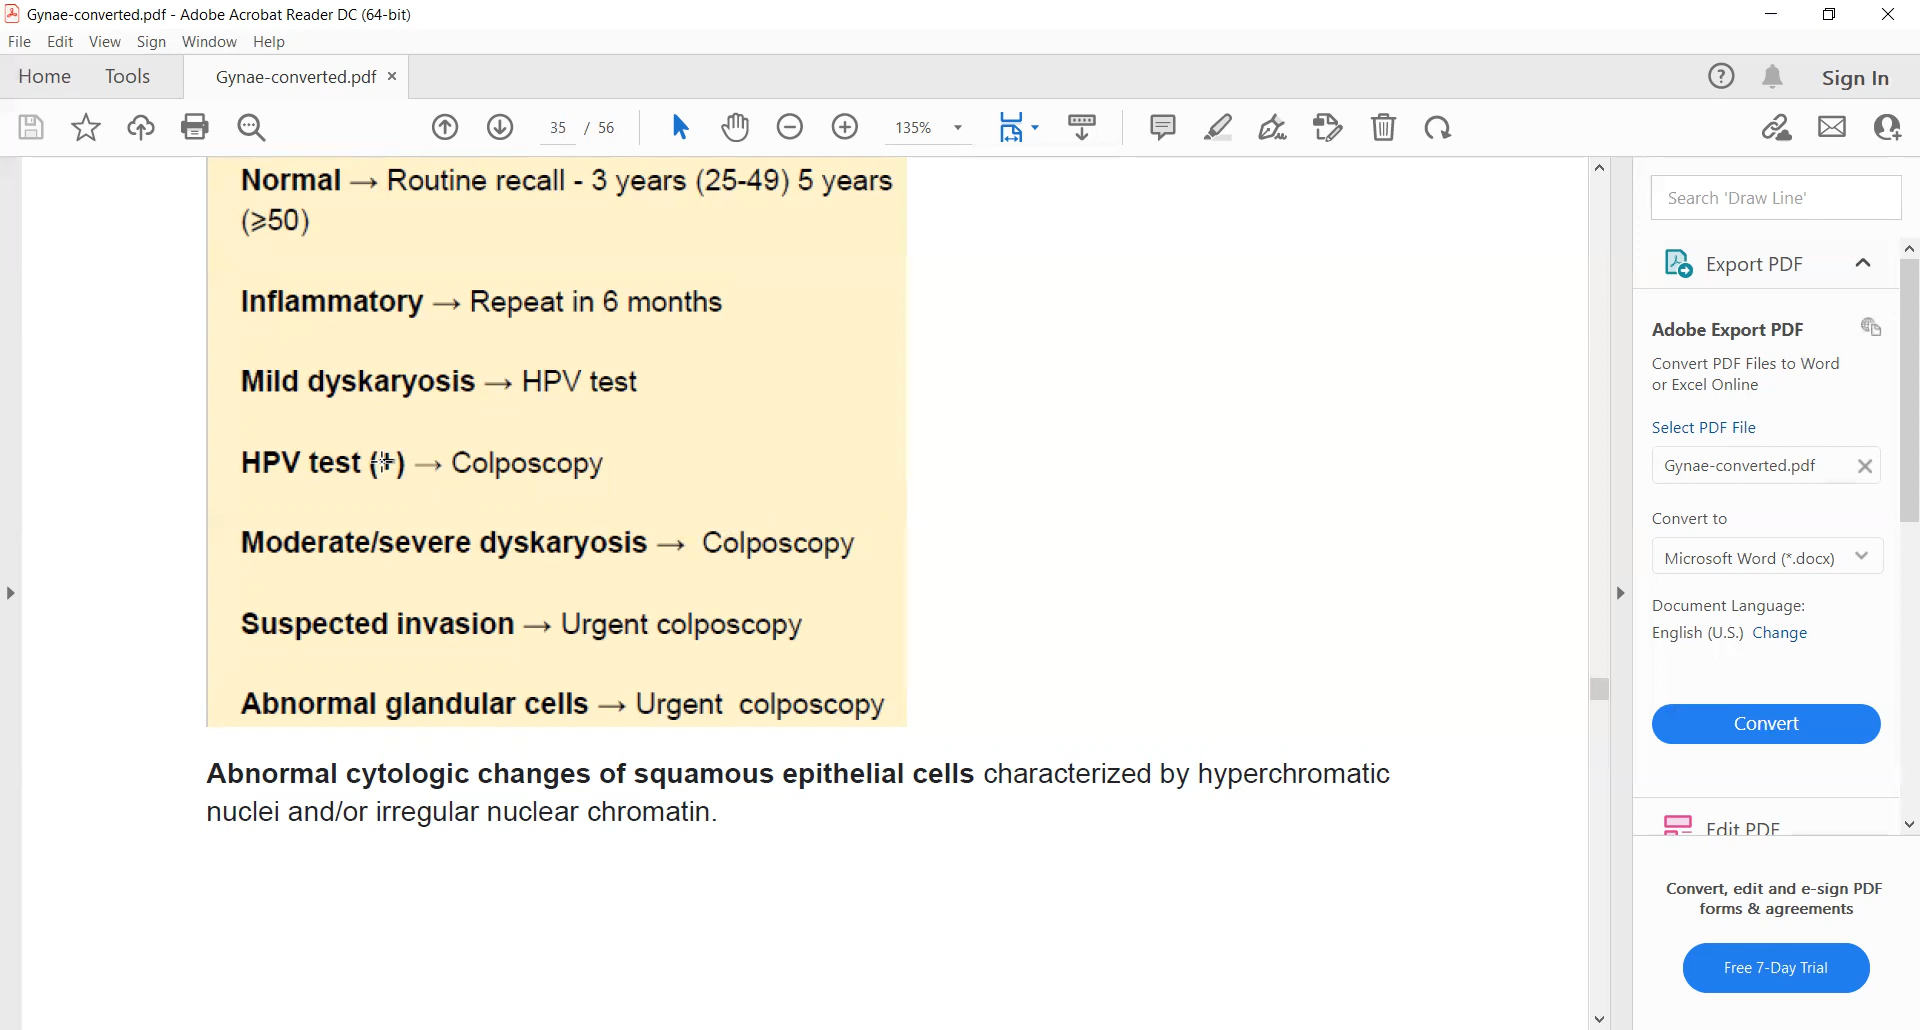 Gynae-converted.pdf - Adobe Acrobat Reader DC (64-bit)
File Edit View Sign Window Help
Home Tools Gynae-converted.pdf × Sign In
35 / 56 135%
Normal → Routine recall - 3 years (25-49) 5 years
(⩾50)
Inflammatory → Repeat in 6 months
Mild dyskaryosis → HPV test
HPV test (+) → Colposcopy
Moderate/severe dyskaryosis → Colposcopy
Suspected invasion → Urgent colposcopy
Abnormal glandular cells → Urgent colposcopy
Abnormal cytologic changes of squamous epithelial cells characterized by hyperchromatic
nuclei and/or irregular nuclear chromatin.
Search 'Draw Line'
Export PDF
Adobe Export PDF
Convert PDF Files to Word
or Excel Online
Select PDF File
Gynae-converted.pdf
Convert to
Microsoft Word (*.docx)
Document Language:
English (U.S.) Change
Convert
Edit PDF
Convert, edit and e-sign PDF
forms & agreements
Free 7-Day Trial